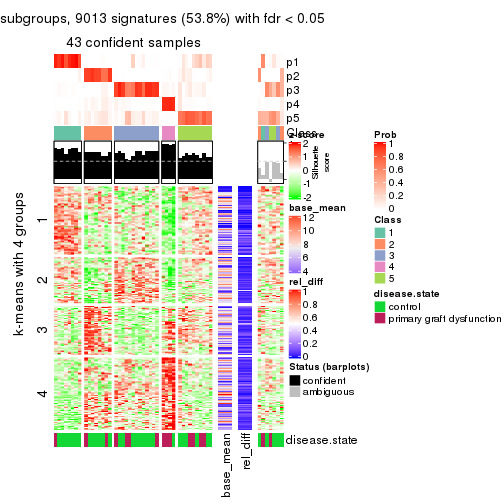 subgroups, 9013 signatures (53.8%) with fdr < 0.05
43 confident samples
p1
p2
p3
p4
p5
Class
Silhouette
score
k-means with 4 groups
1
2
3
4
base_mean
rel_diff
disease.state
z-score
2
1
0
-1
-2
base_mean
12
10
8
6
4
rel_diff
1
0.8
0.6
0.4
0.2
0
Status (barplots)
confident
ambiguous
Prob
1
0.8
0.6
0.4
0.2
0
Class
1
2
3
4
5
disease.state
control
primary graft dysfunction